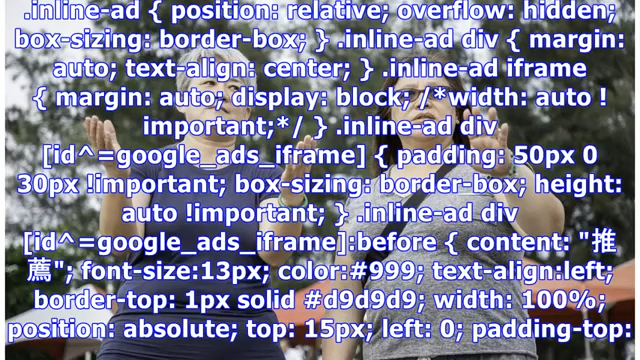 .inline-ad { position: relative; overflow: hidden;
box-sizing: border-box; } .inline-ad div { margin:
auto; text-align: center; } .inline-ad iframe
{ margin: auto; display: block; /*width: auto !
important;*/ } .inline-ad div
[id^=google_ads_iframe] { padding: 50px 0
30px !important; box-sizing: border-box; height:
auto !important; } .inline-ad div
[id^=google_ads_iframe]:before { content: "推
薦"; font-size:13px; color:#999; text-align:left;
border-top: 1px solid #d9d9d9; width: 100%;
position: absolute; top: 15px; left: 0; padding-top: